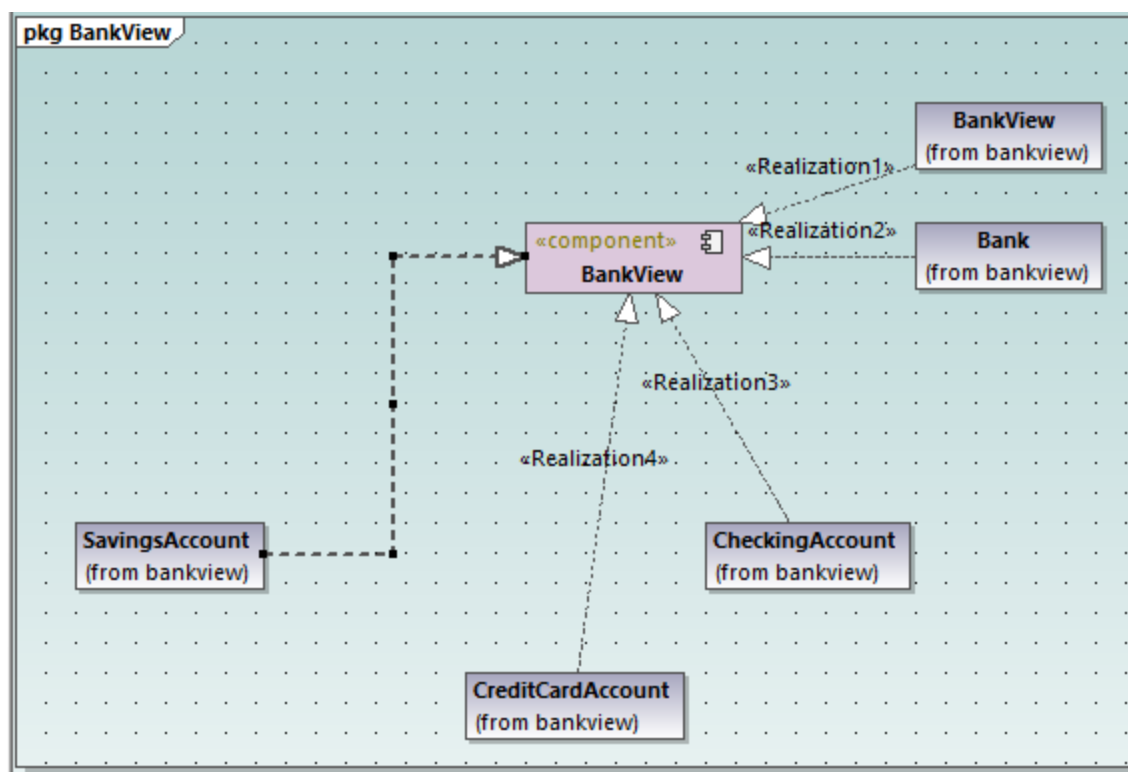 pkg BankView
BankView
(from bankview)
«Realization1»
«component»
BankView
«Realization2»
Bank
(from bankview)
«Realization3»
«Realization4»
SavingsAccount
(from bankview)
CheckingAccount
(from bankview)
CreditCardAccount
(from bankview)